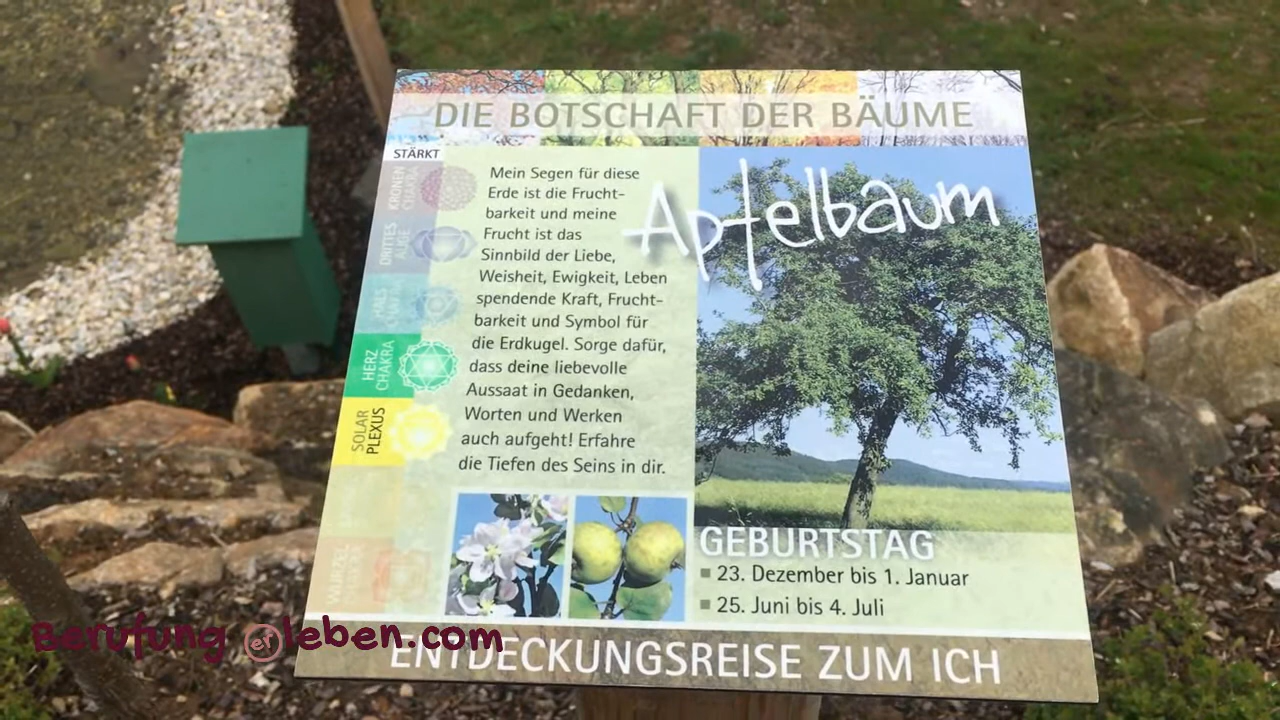 DIE BOTSCHAFT DER BÄUME
STÄRKT
KRONEN
CHAKRA
DRITTES
AUGE
HALS
HERZ
CHAKRA
SOLAR
PLEXUS
WURZEL
Mein Segen für diese
Erde ist die Frucht-
barkeit und meine
Frucht ist das
Sinnbild der Liebe,
Weisheit, Ewigkeit, Leben
spendende Kraft, Frucht-
barkeit und Symbol für
die Erdkugel. Sorge dafür,
dass deine liebevolle
Aussaat in Gedanken,
Worten und Werken
auch aufgeht! Erfahre
die Tiefen des Seins in dir.
Apfelbaum
GEBURTSTAG
23. Dezember bis 1. Januar
25. Juni bis 4. Juli
ENTDECKUNGSREISE ZUM ICH
Berufung erleben.com